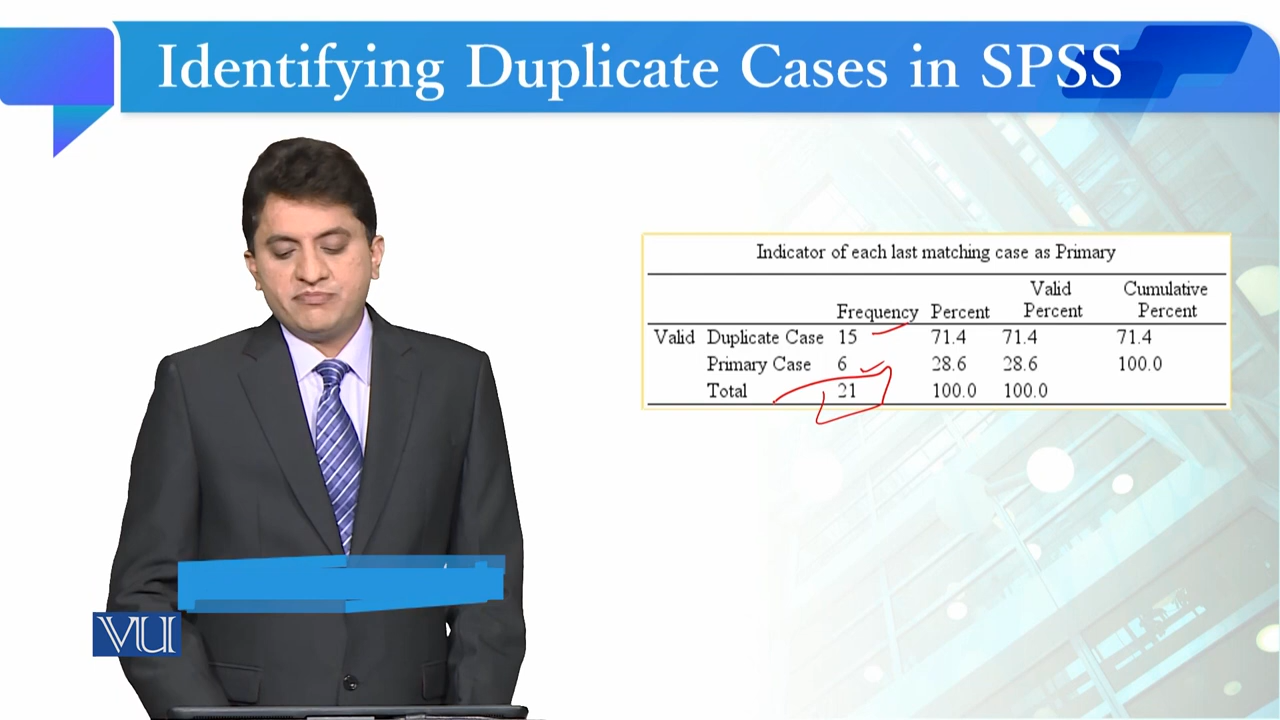 Identifying Duplicate Cases in SPSS
Indicator of each last matching case as Primary
Frequency Percent Valid Percent Cumulative Percent
Valid Duplicate Case 15 71.4 71.4 71.4
Primary Case 6 28.6 28.6 100.0
Total 21 100.0 100.0
VU